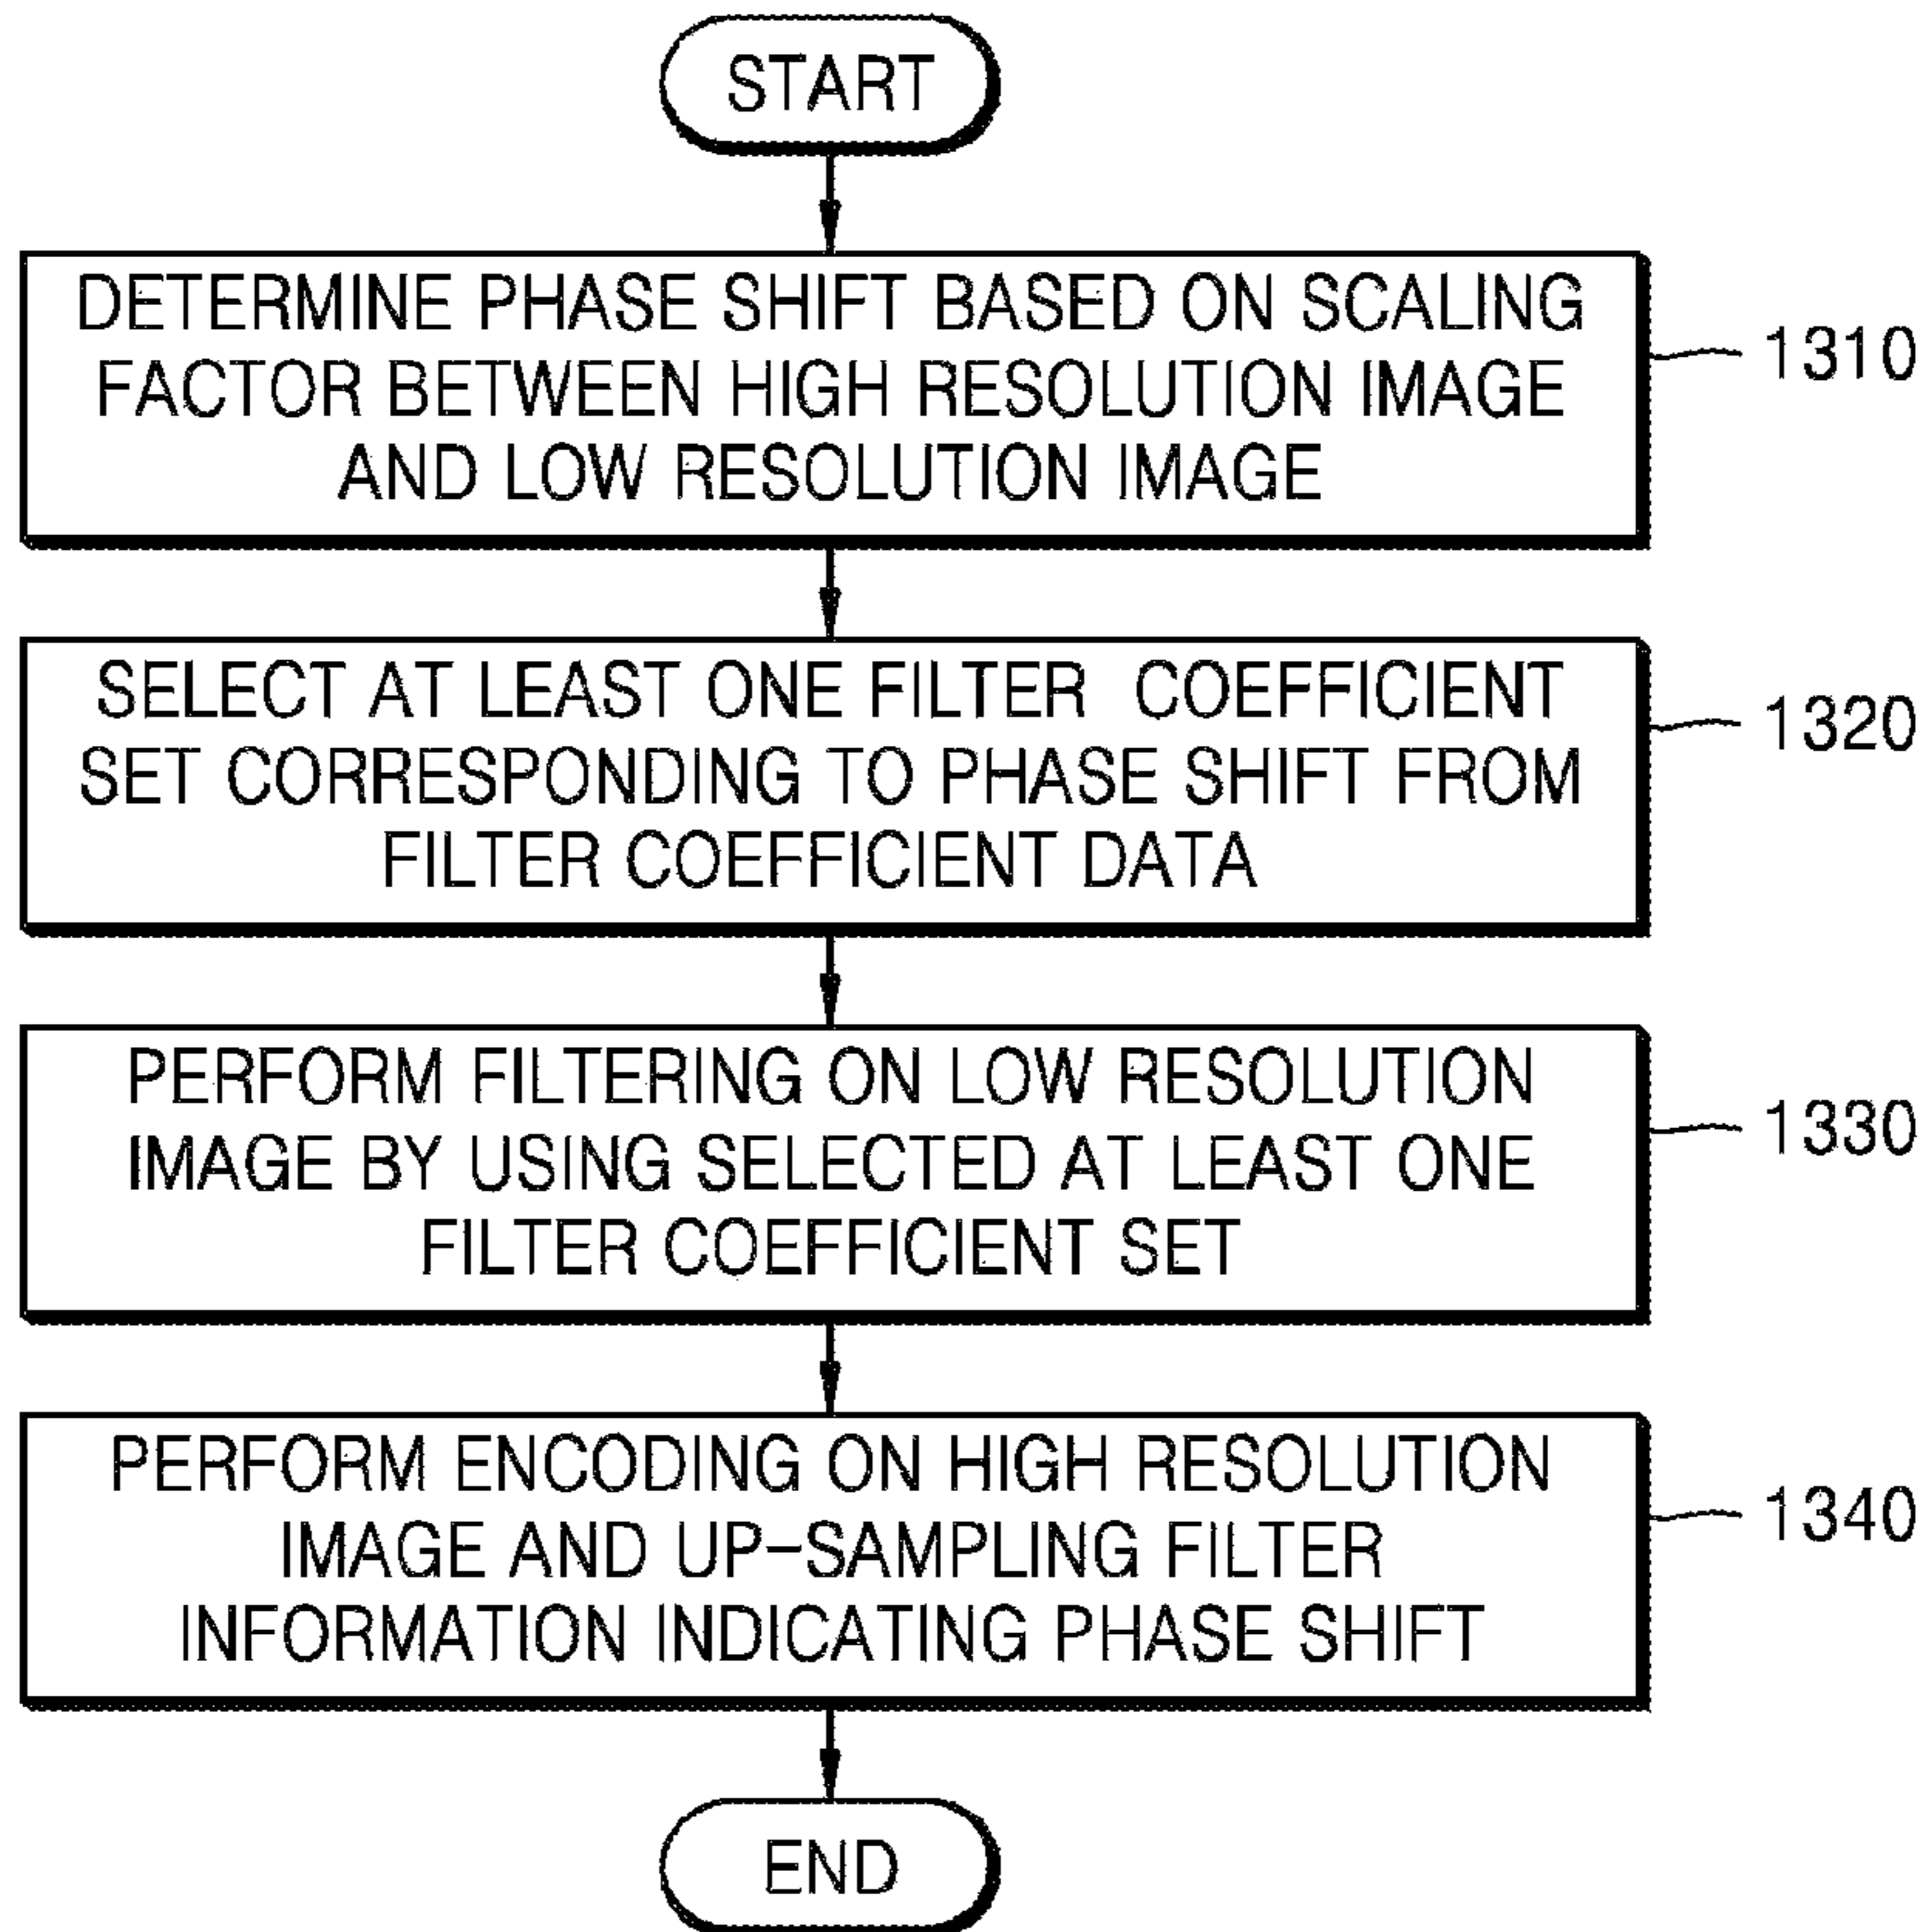 START
DETERMINE PHASE SHIFT BASED ON SCALING
FACTOR BETWEEN HIGH RESOLUTION IMAGE
AND LOW RESOLUTION IMAGE
1310
SELECT AT LEAST ONE FILTER COEFFICIENT
SET CORRESPONDING TO PHASE SHIFT FROM
FILTER COEFFICIENT DATA
1320
PERFORM FILTERING ON LOW RESOLUTION
IMAGE BY USING SELECTED AT LEAST ONE
FILTER COEFFICIENT SET
1330
PERFORM ENCODING ON HIGH RESOLUTION
IMAGE AND UP-SAMPLING FILTER
INFORMATION INDICATING PHASE SHIFT
1340
END